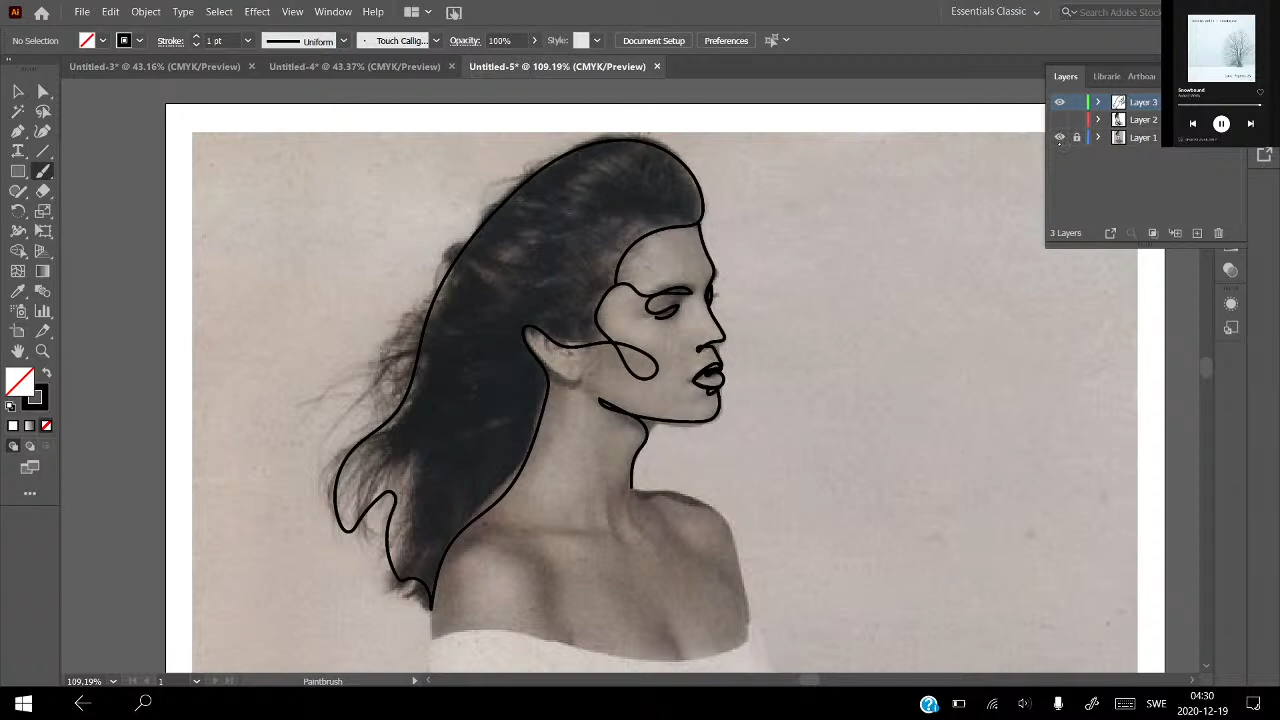 Ai File Edit Object Type Select Effect View Window Help Essentials Classic Search Adobe Stoc
No Selection Stroke: 1 pt Uniform Touch Callig... Opacity: 100% Style: Document Setup Preferences
Untitled-3* @ 43.16% (CMYK/Preview) × Untitled-4* @ 43.37% (CMYK/Preview) × Untitled-5* @ 109.19% (CMYK/Preview) ×
Layers Librarie Artboar
Snowbound
Layer 3
Layer 2
Layer 1
3 Layers
109,19% 1 Paintbrush
SWE
04:30
2020-12-19